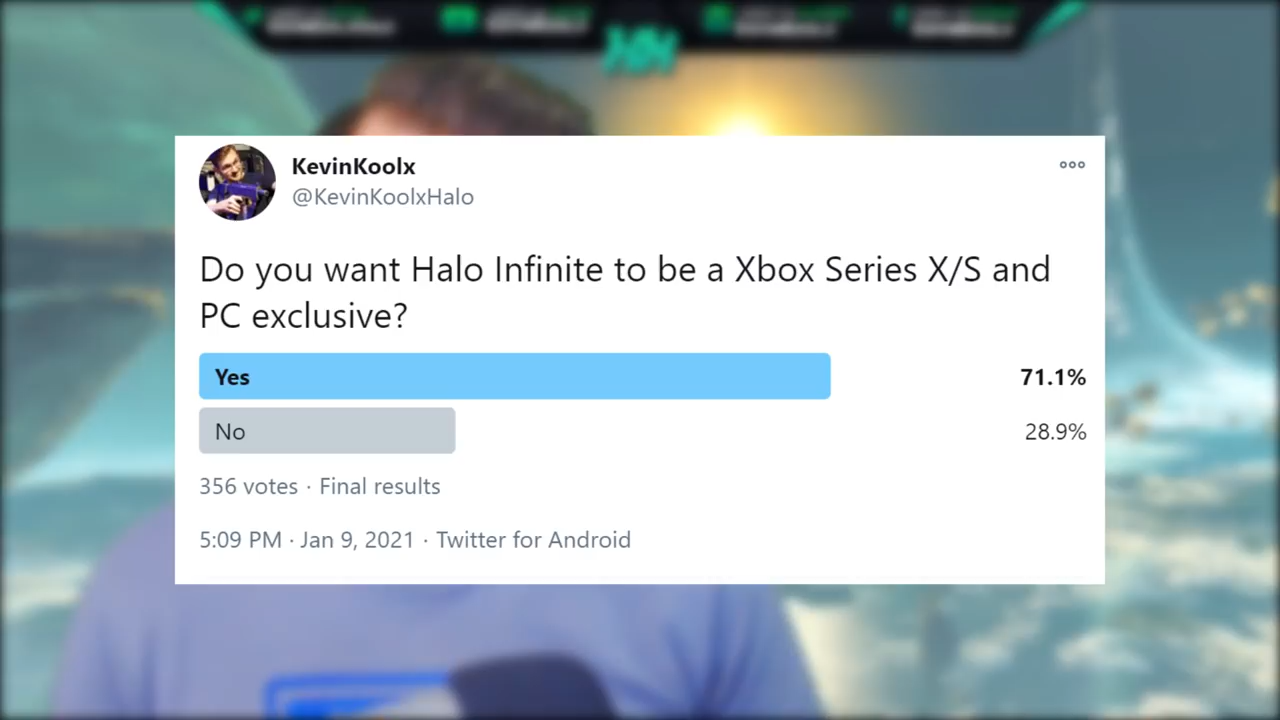 KevinKoolx
@KevinKoolxHalo
Do you want Halo Infinite to be a Xbox Series X/S and
PC exclusive?
Yes 71.1%
No 28.9%
356 votes · Final results
5:09 PM · Jan 9, 2021 · Twitter for Android